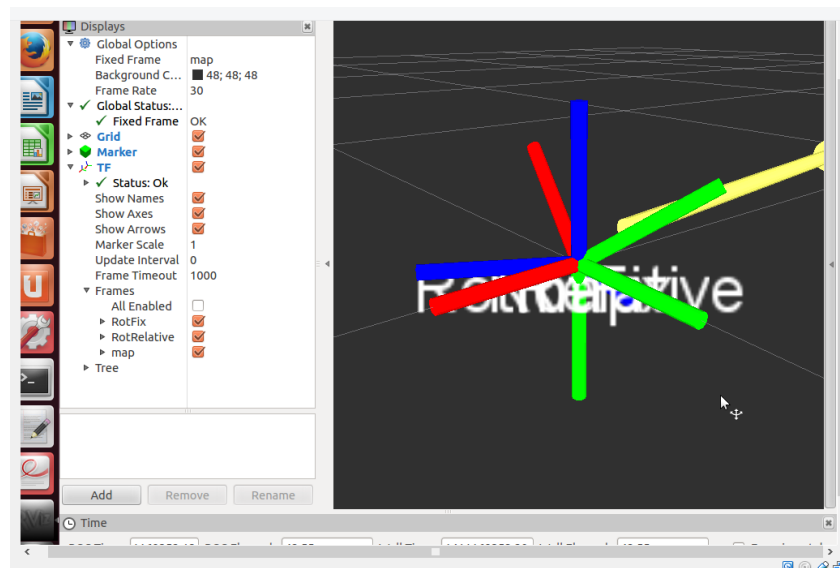 Displays
Global Options
Fixed Frame map
Background C... 48; 48; 48
Frame Rate 30
Global Status:...
Fixed Frame OK
Grid
Marker
TF
Status: Ok
Show Names
Show Axes
Show Arrows
Marker Scale 1
Update Interval 0
Frame Timeout 1000
Frames
All Enabled
RotFix
RotRelative
map
Tree
Add Remove Rename
Time